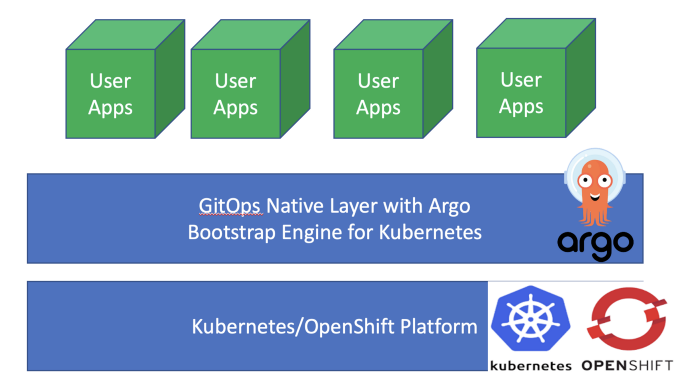 User
Apps
User
Apps
User
Apps
User
Apps
GitOps Native Layer with Argo
Bootstrap Engine for Kubernetes
argo
Kubernetes/OpenShift Platform
kubernetes
OPENSHIFT